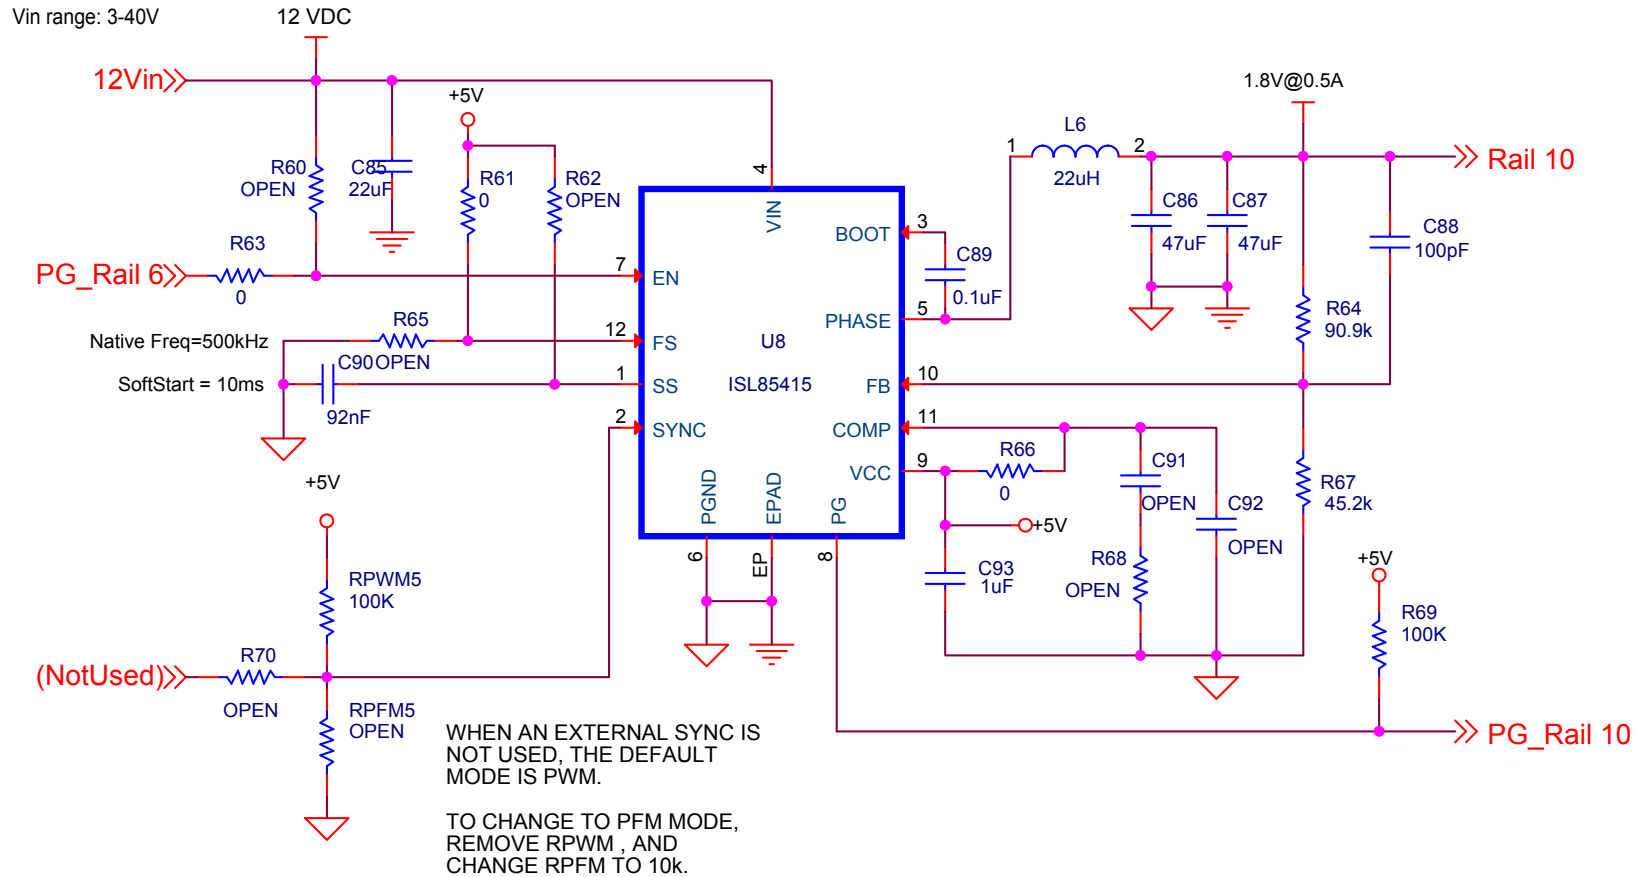 Vin range: 3-40V
12 VDC
12Vin
+5V
R60
OPEN
C85
22uF
R61
0
R62
OPEN
R63
0
PG_Rail 6
Native Freq=500kHz
R65
OPEN
C90
92nF
SoftStart = 10ms
4
VIN
7
EN
12
FS
1
SS
2
SYNC
U8
ISL85415
BOOT
3
PHASE
5
FB
10
COMP
11
VCC
9
PGND
6
EPAD
EP
PG
8
C89
0.1uF
1
L6
2
22uH
1.8V@0.5A
Rail 10
C86
47uF
C87
47uF
C88
100pF
R64
90.9k
R66
0
C91
OPEN
C92
OPEN
R67
45.2k
+5V
C93
1uF
R68
OPEN
+5V
R69
100K
PG_Rail 10
+5V
RPWM5
100K
(NotUsed)
R70
OPEN
RPFM5
OPEN
WHEN AN EXTERNAL SYNC IS
NOT USED, THE DEFAULT
MODE IS PWM.
TO CHANGE TO PFM MODE,
REMOVE RPWM , AND
CHANGE RPFM TO 10k.